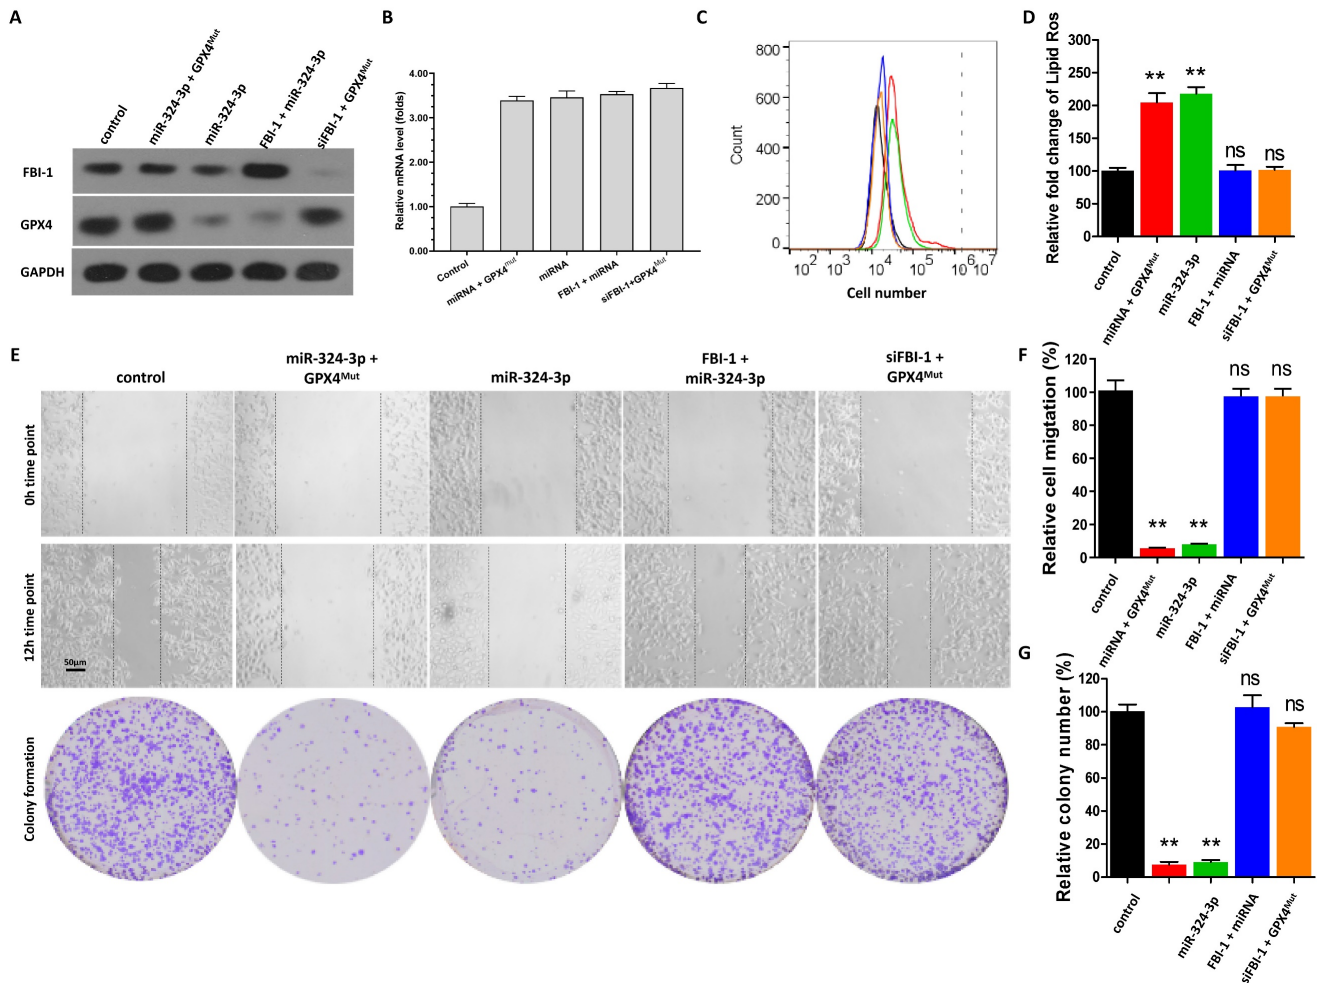 A
control
miR-324-3p + GPX4Mut
miR-324-3p
FBI-1 + miR-324-3p
siFBI-1 + GPX4Mut
FBI-1
GPX4
GAPDH
B
Relative mRNA level (folds)
4.00
3.00
2.00
1.00
0.00
Control
miRNA + GPX4mut
miRNA
FBI-1 + miRNA
siFBI-1+GPX4Mut
C
Count
800
600
400
200
0
102 103 104 105 106 107
Cell number
D
Relative fold change of Lipid Ros
300
250
200
150
100
50
0
** ** ns ns
control
miRNA + GPX4Mut
miR-324-3p
FBI-1 + miRNA
siFBI-1 + GPX4Mut
E
control
miR-324-3p +
GPX4Mut
miR-324-3p
FBI-1 +
miR-324-3p
siFBI-1 +
GPX4Mut
0h time point
12h time point
50μm
Colony formation
F
Relative cell migtation (%)
120
100
80
60
40
20
0
** ** ns ns
control
miRNA + GPX4Mut
miR-324-3p
FBI-1 + miRNA
siFBI-1 + GPX4Mut
G
Relative colony number (%)
120
100
80
60
40
20
0
** ** ns ns
control
miR-324-3p
FBI-1 + miRNA
siFBI-1 + GPX4Mut